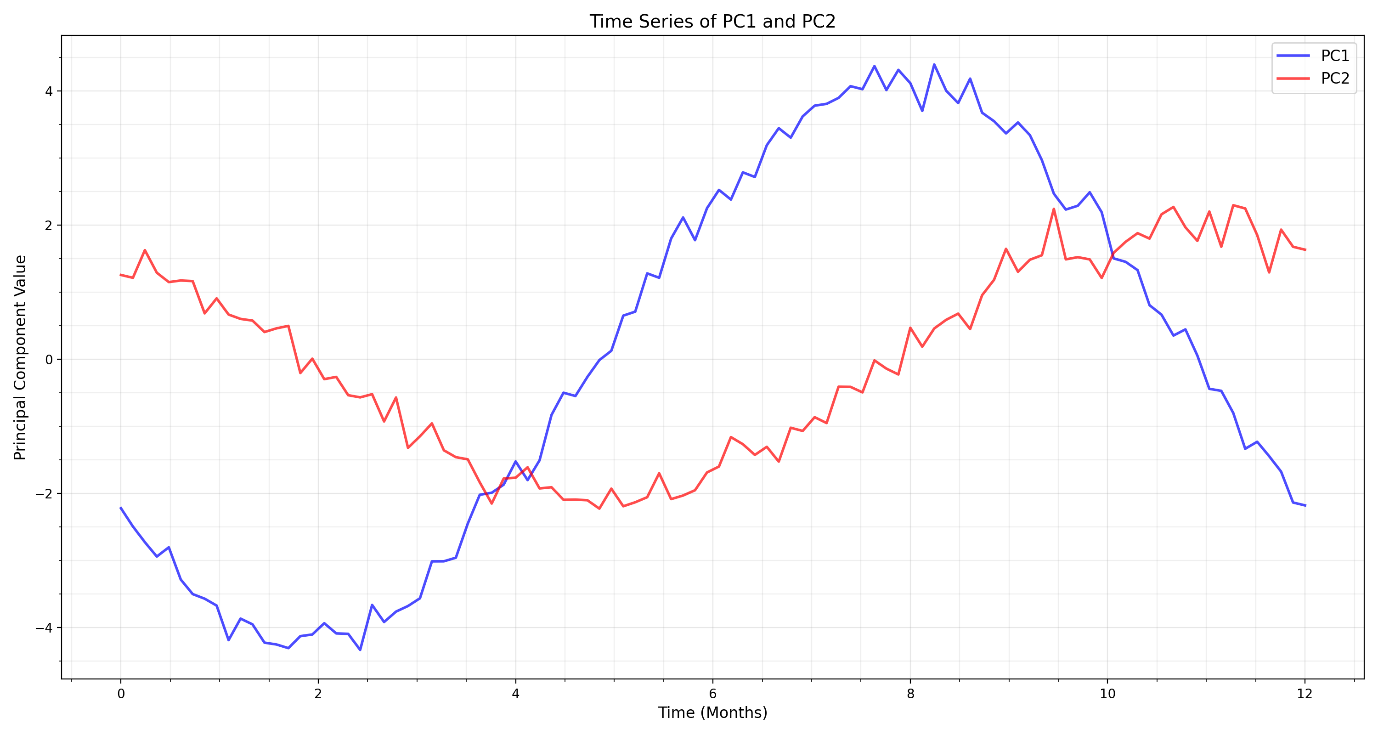 Time Series of PC1 and PC2
PC1
PC2
Principal Component Value
4
2
0
−2
−4
0 2 4 6 8 10 12
Time (Months)